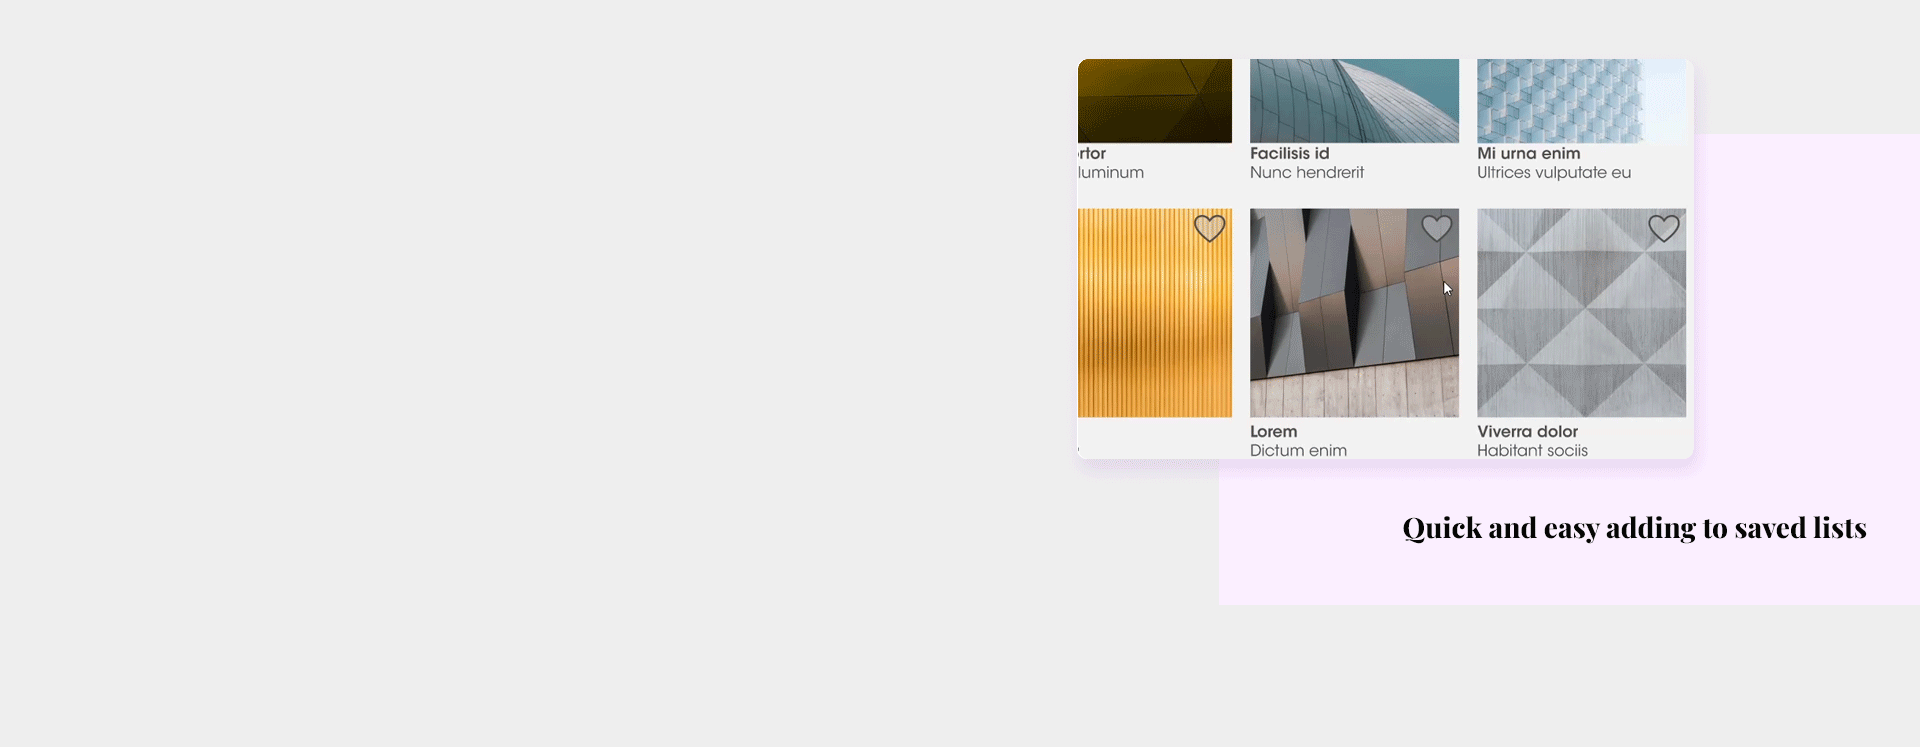 rtor
luminum
Facilisis id
Nunc hendrerit
Mi urna enim
Ultrices vulputate eu
Lorem
Dictum enim
Viverra dolor
Habitant sociis
Quick and easy adding to saved lists